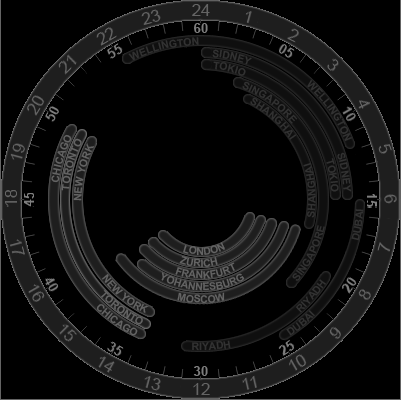 24
1
2
3
4
5
6
7
8
9
10
11
12
13
14
15
16
17
18
19
20
21
22
23
60
05
10
15
20
25
30
35
40
45
50
55
WELLINGTON
WELLINGTON
SIDNEY
SIDNEY
TOKIO
TOKIO
SINGAPORE
SINGAPORE
SHANGHAI
SHANGHAI
DUBAI
DUBAI
RIYADH
RIYADH
CHICAGO
TORONTO
NEW YORK
NEW YORK
TORONTO
CHICAGO
LONDON
ZURICH
FRANKFURT
YOHANNESBURG
MOSCOW